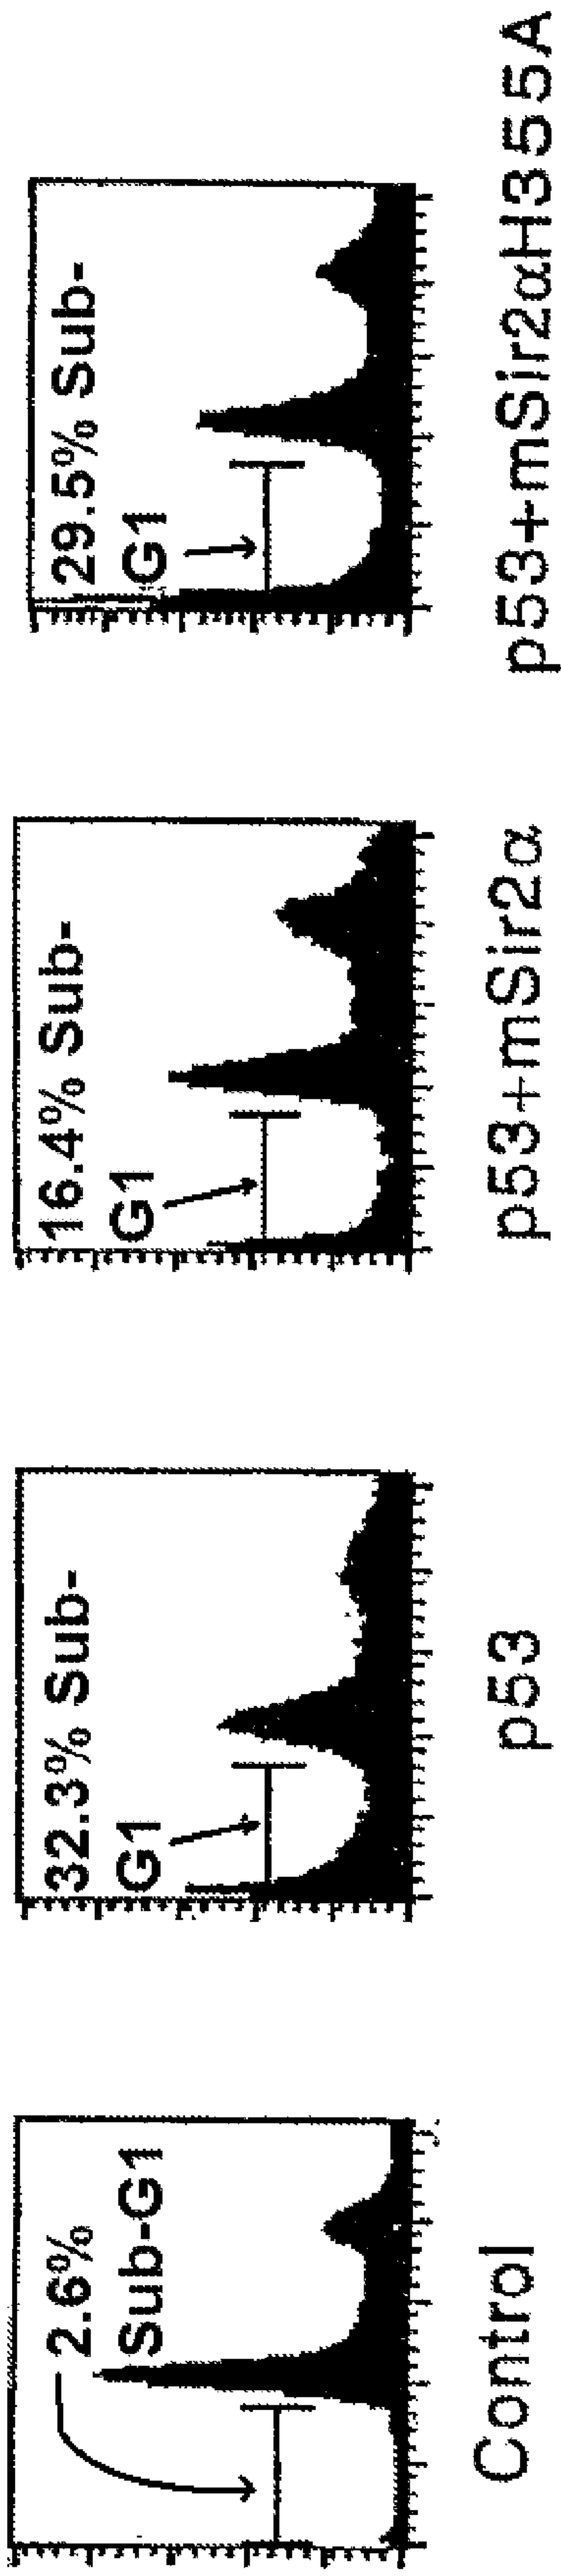 2.6%
Sub-G1
Control
32.3% Sub-
G1
p53
16.4% Sub-
G1
p53+mSir2α
29.5% Sub-
G1
p53+mSir2αH355A